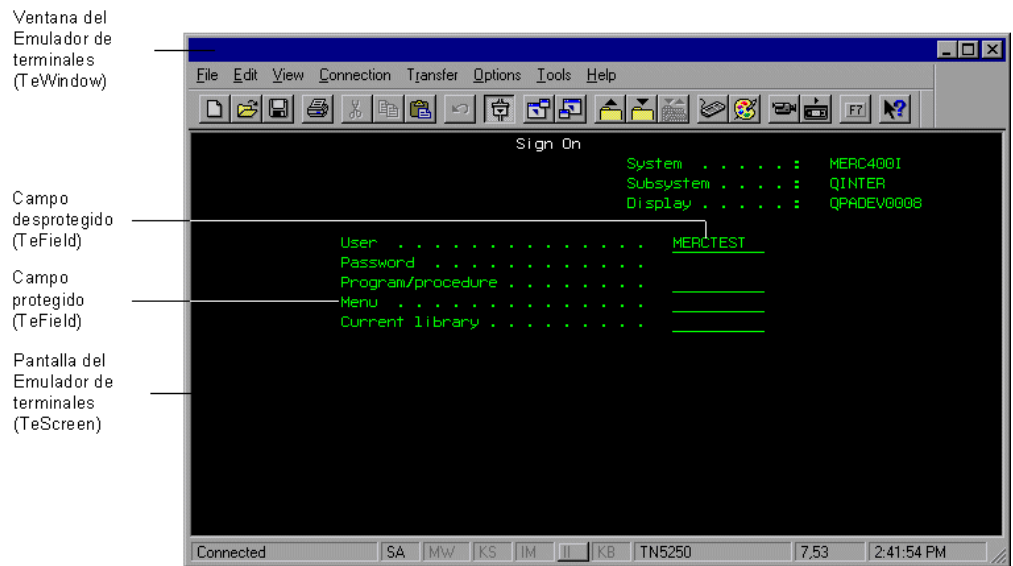 Ventana del
Emulador de
terminales
(TeWindow)
File Edit View Connection Transfer Options Tools Help
F7
Sign On
System . . . . . : MERC400I
Subsystem . . . . : QINTER
Display . . . . . : QPADEV0008
Campo
desprotegido
(TeField)
User . . . . . . . . . . . . . . MERCTEST
Password . . . . . . . . . . . .
Program/procedure . . . . . . . .
Campo
protegido
(TeField)
Menu . . . . . . . . . . . . . .
Current library . . . . . . . . .
Pantalla del
Emulador de
terminales
(TeScreen)
Connected SA MW KS IM II KB TN5250 7,53 2:41:54 PM